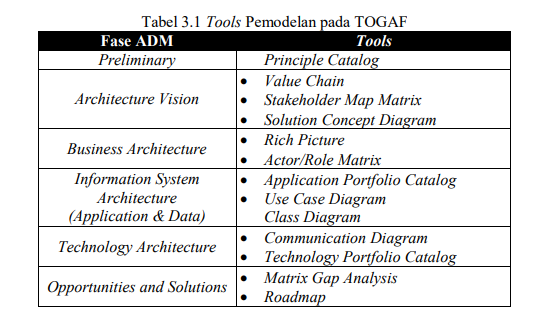 Tabel 3.1 Tools Pemodelan pada TOGAF
Fase ADM Tools
Preliminary Principle Catalog
Architecture Vision
• Value Chain
• Stakeholder Map Matrix
• Solution Concept Diagram
Business Architecture
• Rich Picture
• Actor/Role Matrix
Information System
Architecture
(Application & Data)
• Application Portfolio Catalog
• Use Case Diagram
Class Diagram
Technology Architecture
• Communication Diagram
• Technology Portfolio Catalog
Opportunities and Solutions
• Matrix Gap Analysis
• Roadmap